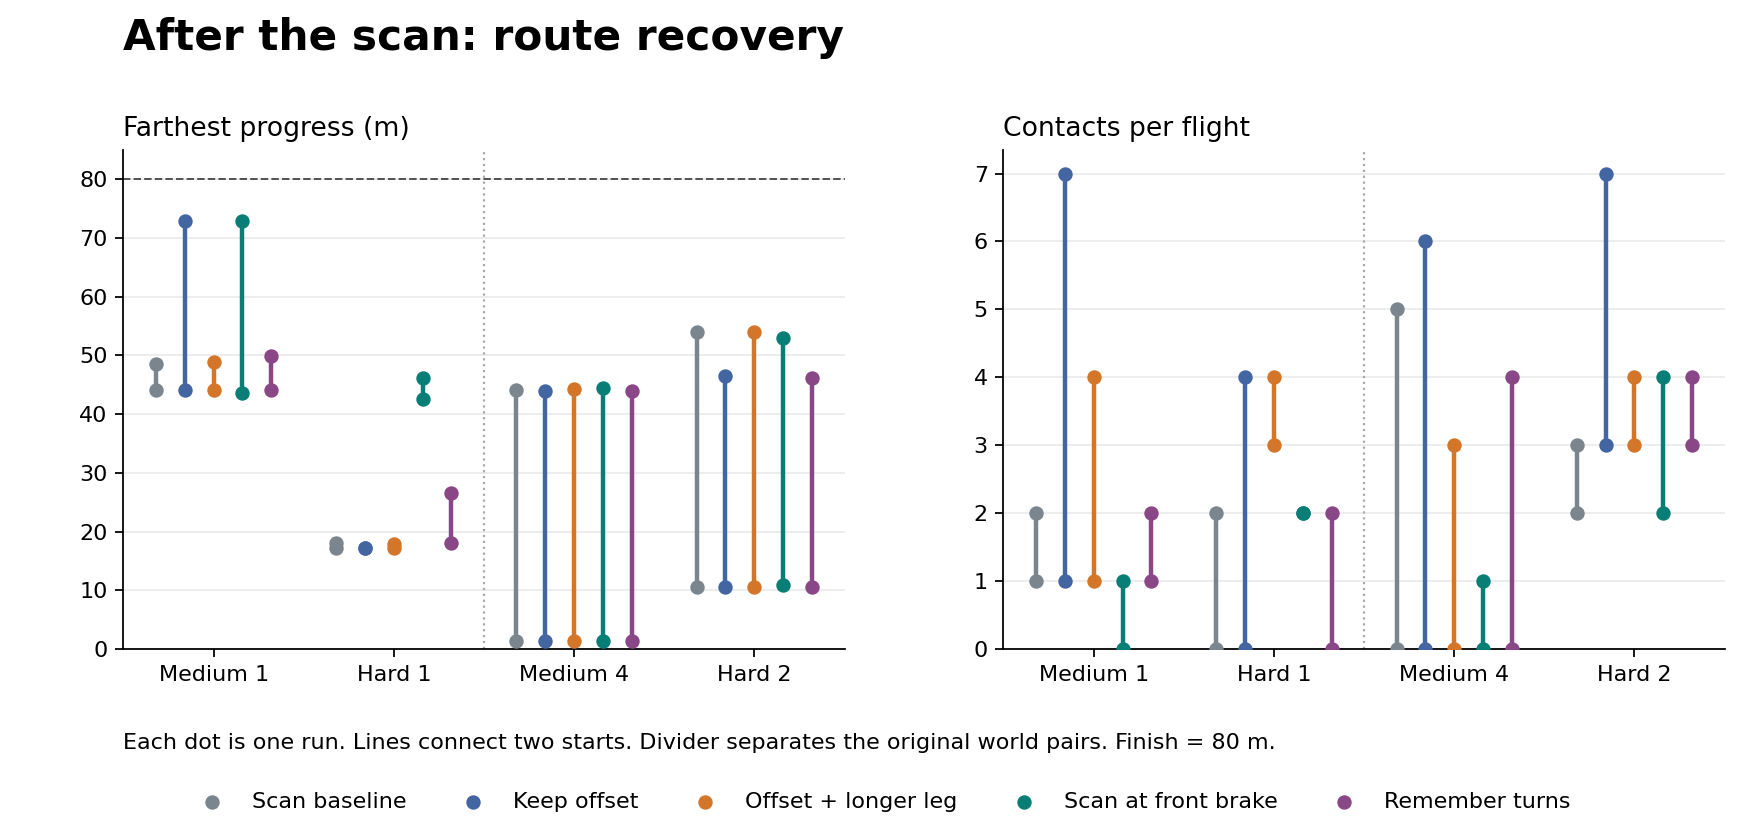 After the scan: route recovery
Farthest progress (m)
80
70
60
50
40
30
20
10
0
Medium 1 Hard 1 Medium 4 Hard 2
Contacts per flight
7
6
5
4
3
2
1
0
Medium 1 Hard 1 Medium 4 Hard 2
Each dot is one run. Lines connect two starts. Divider separates the original world pairs. Finish = 80 m.
Scan baseline Keep offset Offset + longer leg Scan at front brake Remember turns